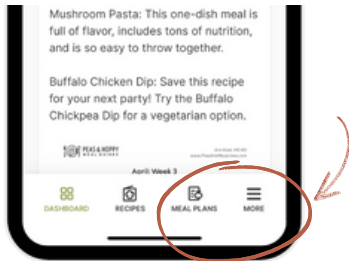 Mushroom Pasta: This one-dish meal is
full of flavor, includes tons of nutrition,
and is so easy to throw together.
Buffalo Chicken Dip: Save this recipe
for your next party! Try the Buffalo
Chickpea Dip for a vegetarian option.
PEAS & HOPPY
MEAL GUIDES
April: Week 3
DASHBOARD
RECIPES
MEAL PLANS
MORE